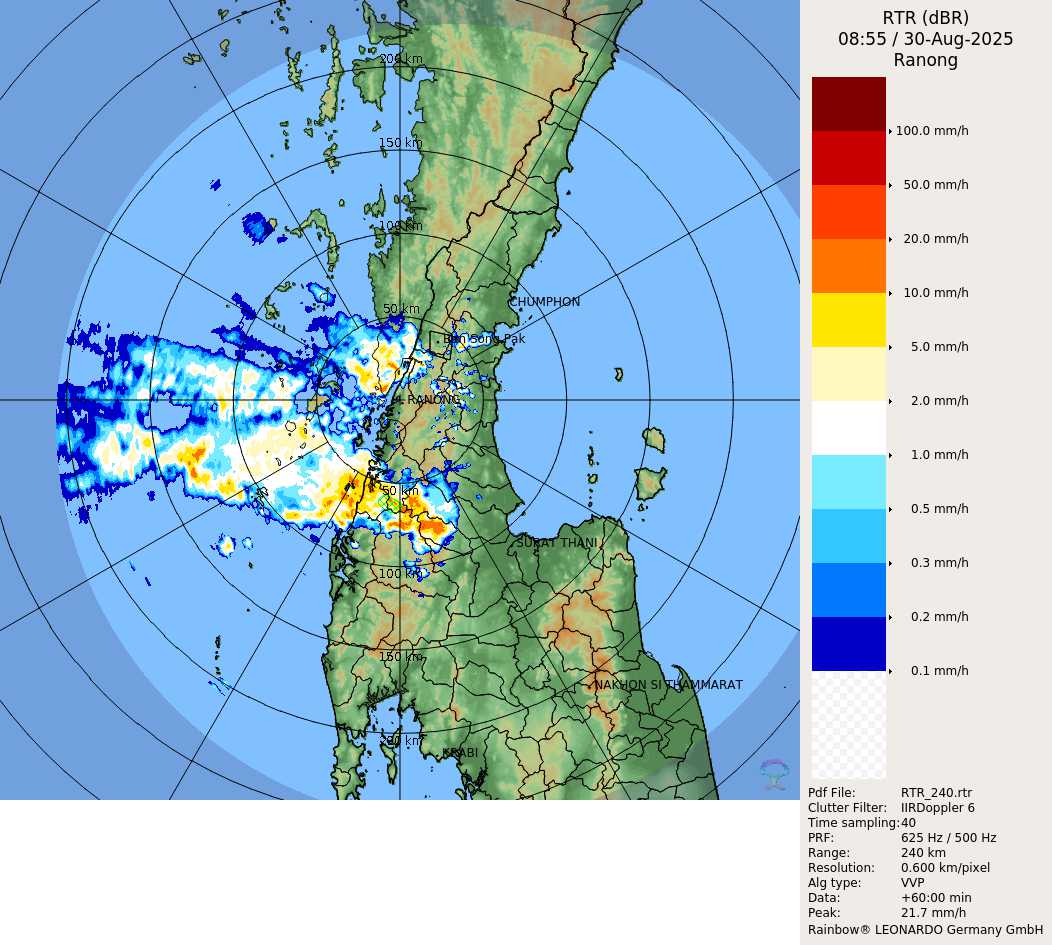 RTR (dBR)
08:55 / 30-Aug-2025
Ranong
100.0 mm/h
50.0 mm/h
20.0 mm/h
10.0 mm/h
5.0 mm/h
2.0 mm/h
1.0 mm/h
0.5 mm/h
0.3 mm/h
0.2 mm/h
0.1 mm/h
200 km
150 km
100 km
50 km
CHUMPHON
Ban Song Pak
RANONG
50 km
SURAT THANI
100 km
150 km
NAKHON SI THAMMARAT
200 km
KRABI
Pdf File: RTR_240.rtr
Clutter Filter: IIRDoppler 6
Time sampling: 40
PRF: 625 Hz / 500 Hz
Range: 240 km
Resolution: 0.600 km/pixel
Alg type: VVP
Data: +60:00 min
Peak: 21.7 mm/h
Rainbow® LEONARDO Germany GmbH